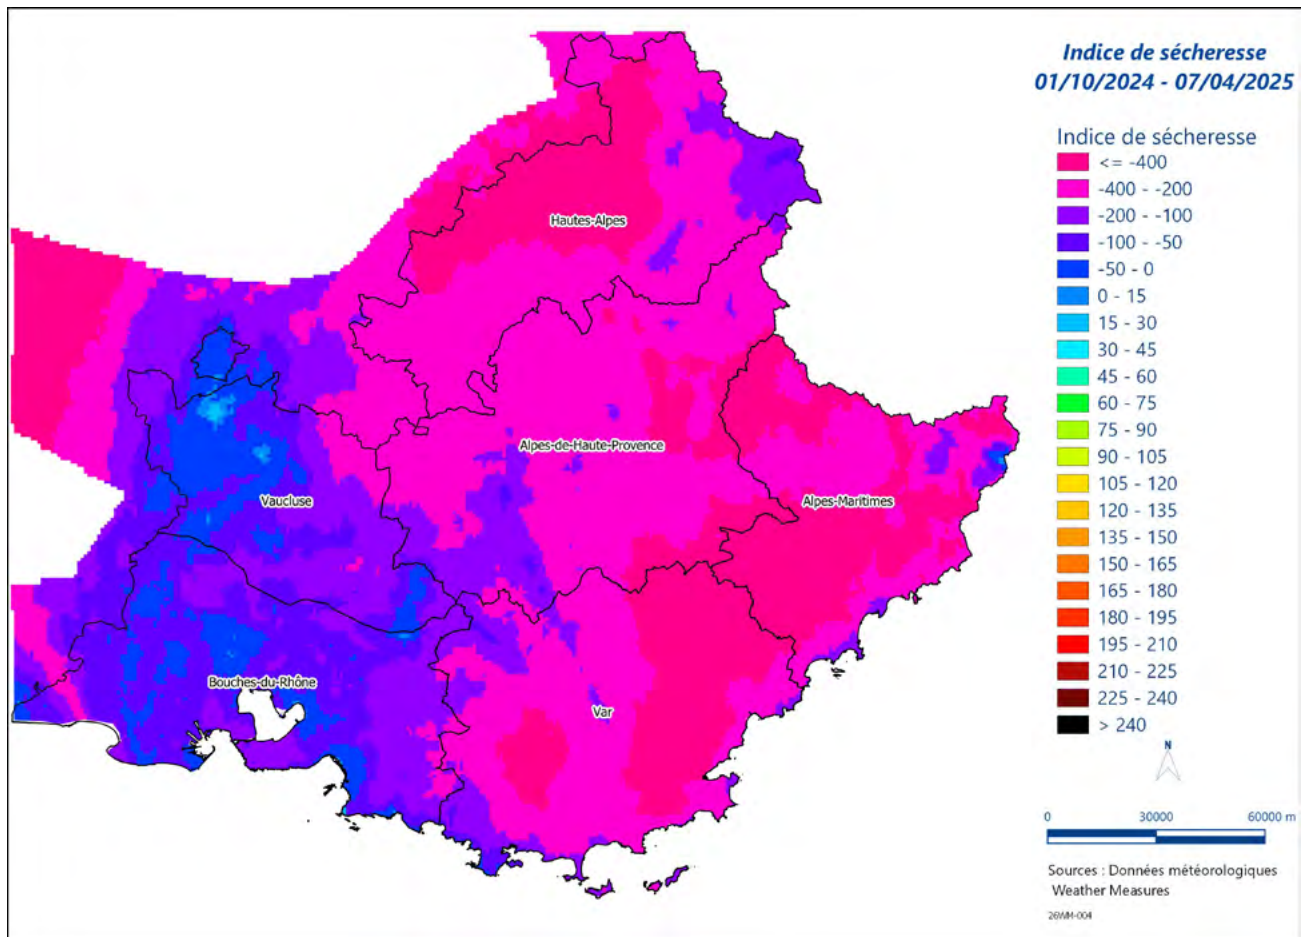 Indice de sécheresse
01/10/2024 - 07/04/2025
Indice de sécheresse
<= -400
-400 - -200
-200 - -100
-100 - -50
-50 - 0
0 - 15
15 - 30
30 - 45
45 - 60
60 - 75
75 - 90
90 - 105
105 - 120
120 - 135
135 - 150
150 - 165
165 - 180
180 - 195
195 - 210
210 - 225
225 - 240
> 240
Hautes-Alpes
Alpes-de-Haute-Provence
Vaucluse
Alpes-Maritimes
Bouches-du-Rhône
Var
N
0 30000 60000 m
Sources : Données météorologiques
Weather Measures
26WM-004